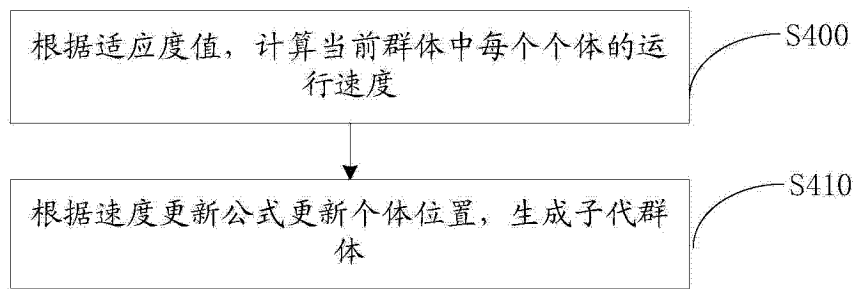 根据适应度值，计算当前群体中每个个体的运
行速度
S400
根据速度更新公式更新个体位置，生成子代群
体
S410